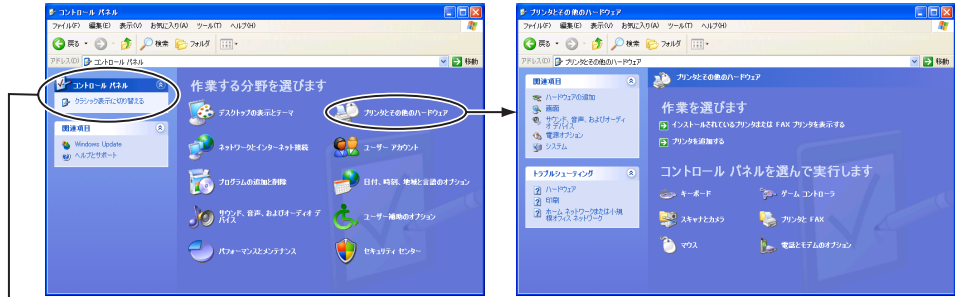 コントロール パネル
ファイル(F) 編集(E) 表示(V) お気に入り(A) ツール(T) ヘルプ(H)
戻る 検索 フォルダ
アドレス(D) コントロール パネル 移動
コントロール パネル
クラシック表示に切り替える
関連項目
Windows Update
ヘルプとサポート
作業する分野を選びます
デスクトップの表示とテーマ
プリンタとその他のハードウェア
ネットワークとインターネット接続
ユーザー アカウント
プログラムの追加と削除
日付、時刻、地域と言語のオプション
サウンド、音声、およびオーディオ デバイス
ユーザー補助のオプション
パフォーマンスとメンテナンス
セキュリティ センター
プリンタとその他のハードウェア
ファイル(F) 編集(E) 表示(V) お気に入り(A) ツール(T) ヘルプ(H)
戻る 検索 フォルダ
アドレス(D) プリンタとその他のハードウェア 移動
関連項目
ハードウェアの追加
画面
サウンド、音声、およびオーディ
オ デバイス
電源オプション
システム
トラブルシューティング
ハードウェア
印刷
ホーム ネットワークまたは小規
模オフィス ネットワーク
プリンタとその他のハードウェア
作業を選びます
インストールされているプリンタまたは FAX プリンタを表示する
プリンタを追加する
コントロール パネルを選んで実行します
キーボード
ゲーム コントローラ
スキャナとカメラ
プリンタと FAX
マウス
電話とモデムのオプション